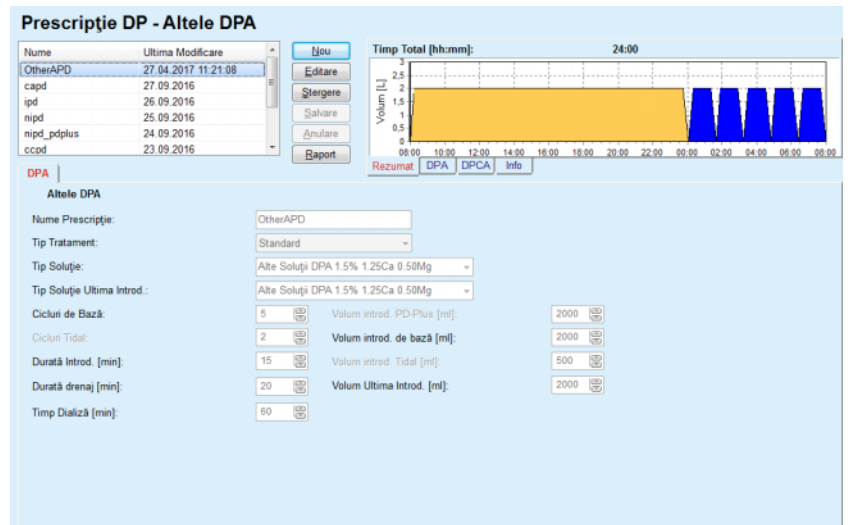 Prescripţie DP - Altele DPA
Nume Ultima Modificare
OtherAPD 27.04.2017 11:21:08
capd 27.09.2016
ipd 26.09.2016
nipd 25.09.2016
nipd_pdplus 24.09.2016
ccpd 23.09.2016
Nou
Editare
Ştergere
Salvare
Anulare
Raport
Timp Total [hh:mm]: 24:00
Volum [L]
3
2,5
2
1,5
1
0,5
0
08:00 10:00 12:00 14:00 16:00 18:00 20:00 22:00 00:00 02:00 04:00 06:00 08:00
Rezumat DPA DPCA Info
DPA
Altele DPA
Nume Prescripţie: OtherAPD
Tip Tratament: Standard
Tip Soluţie: Alte Soluţii DPA 1.5% 1.25Ca 0.50Mg
Tip Soluţie Ultima Introd.: Alte Soluţii DPA 1.5% 1.25Ca 0.50Mg
Cicluri de Bază: 5 Volum introd. PD-Plus [ml]: 2000
Cicluri Tidal: 2 Volum introd. de bază [ml]: 2000
Durată Introd. [min]: 15 Volum introd. Tidal [ml]: 500
Durată drenaj [min]: 20 Volum Ultima Introd. [ml]: 2000
Timp Dializă [min]: 60